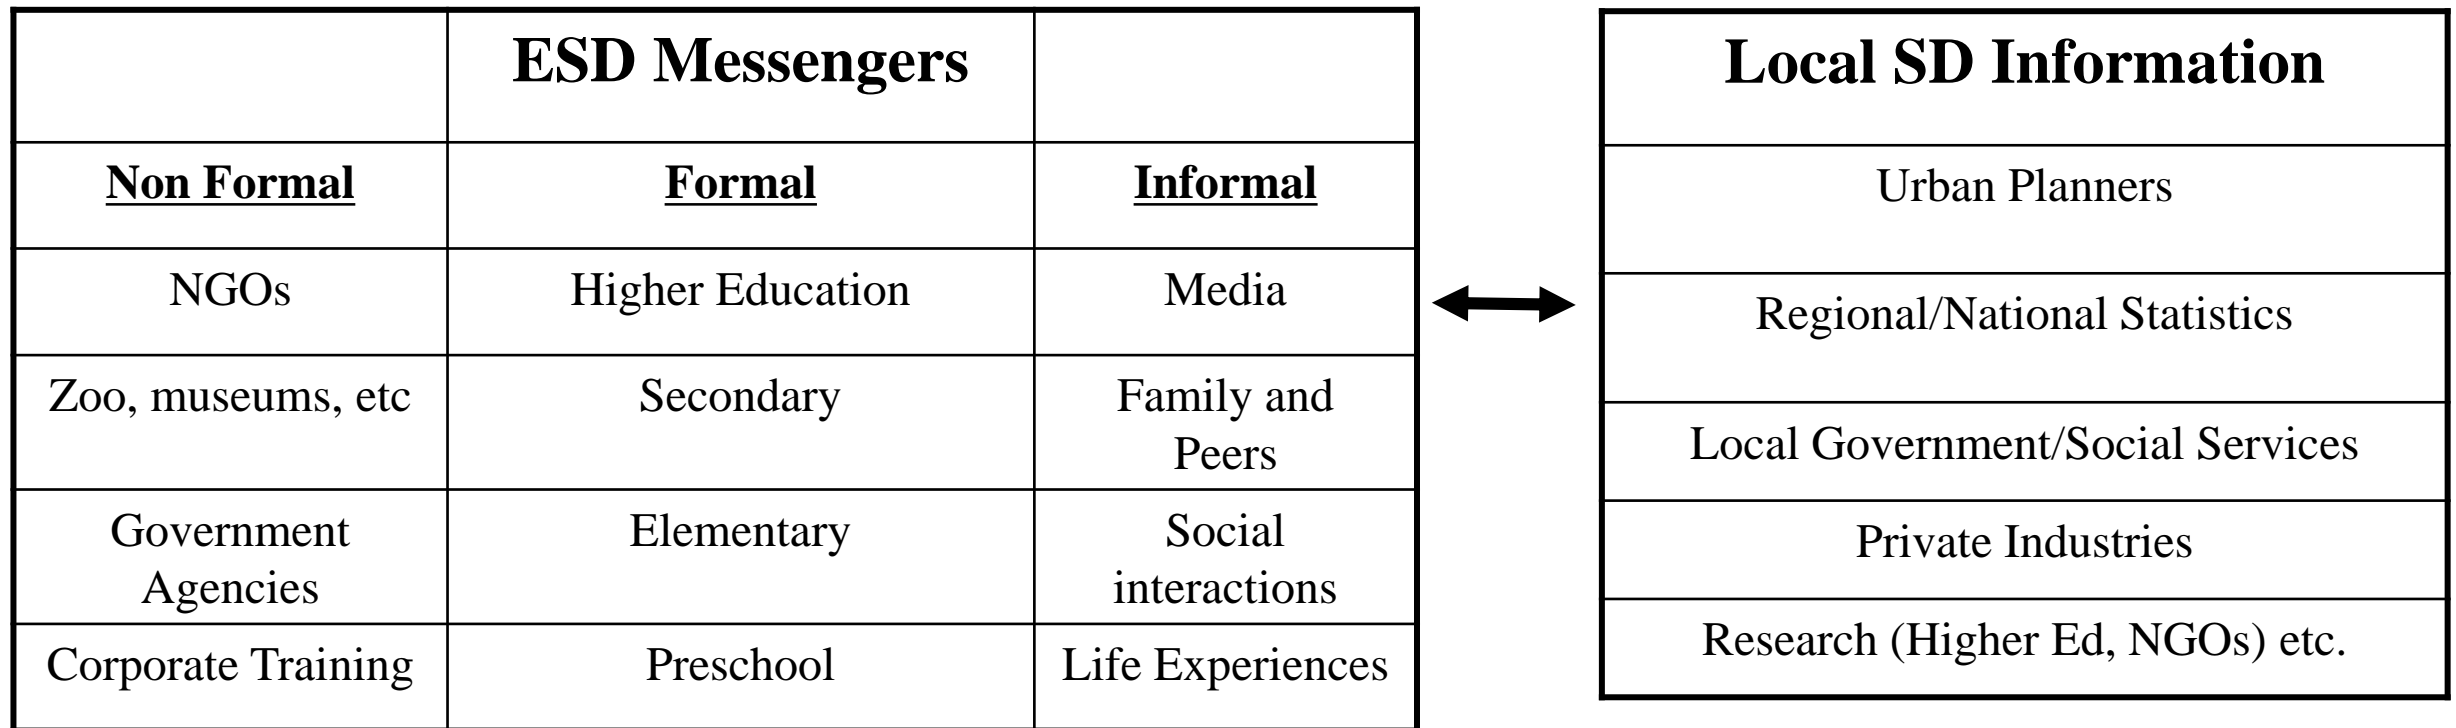 ESD Messengers
Non Formal Formal Informal
NGOs Higher Education Media
Zoo, museums, etc Secondary Family and
Peers
Government Elementary Social
Agencies interactions
Corporate Training Preschool Life Experiences
Local SD Information
Urban Planners
Regional/National Statistics
Local Government/Social Services
Private Industries
Research (Higher Ed, NGOs) etc.